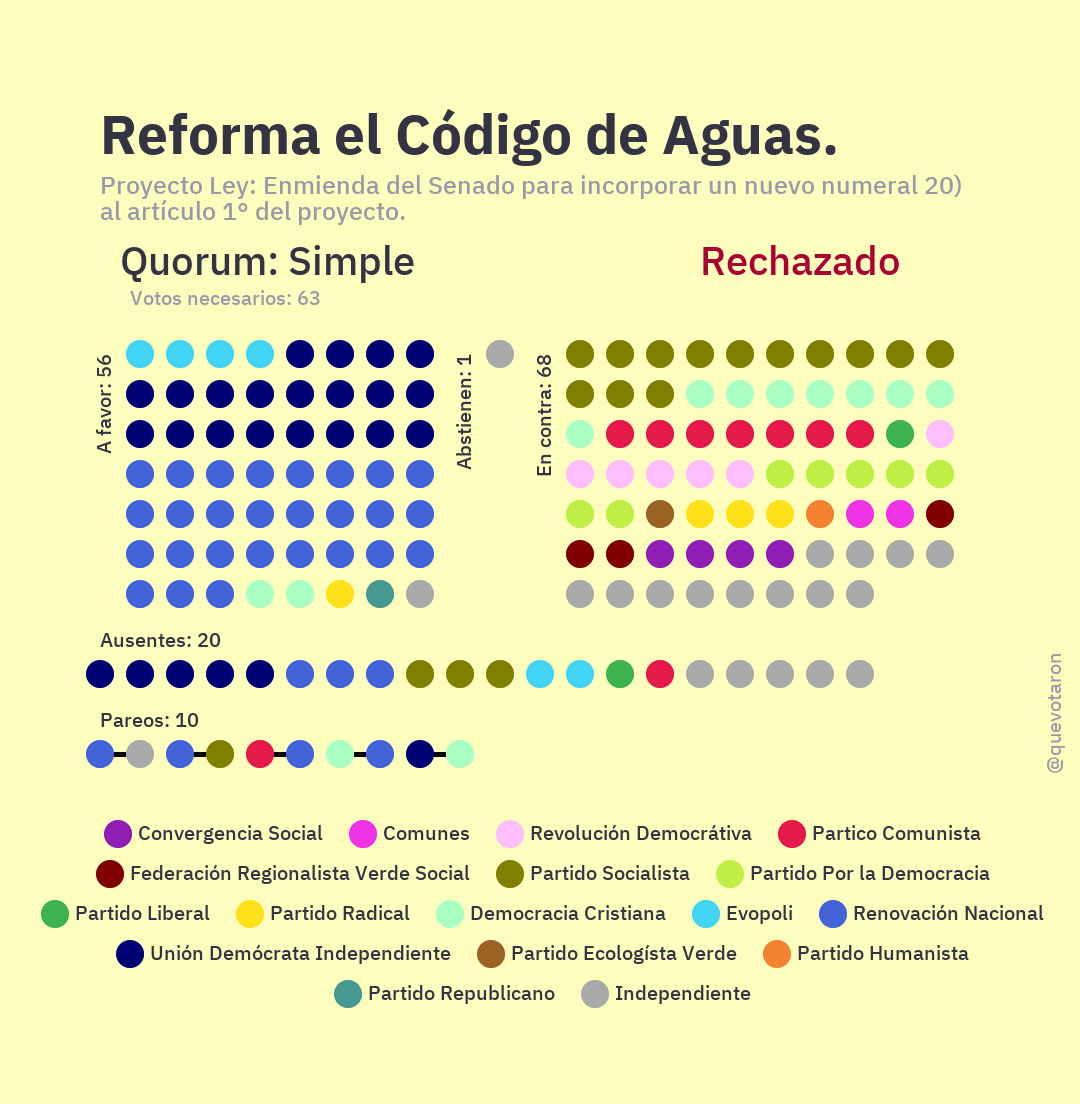 Reforma el Código de Aguas.
Proyecto Ley: Enmienda del Senado para incorporar un nuevo numeral 20)
al artículo 1° del proyecto.
Quorum: Simple
Rechazado
Votos necesarios: 63
A favor: 56
Abstienen: 1
En contra: 68
Ausentes: 20
Pareos: 10
@quevotaron
Convergencia Social Comunes Revolución Democrátiva Partico Comunista
Federación Regionalista Verde Social Partido Socialista Partido Por la Democracia
Partido Liberal Partido Radical Democracia Cristiana Evopoli Renovación Nacional
Unión Demócrata Independiente Partido Ecologísta Verde Partido Humanista
Partido Republicano Independiente